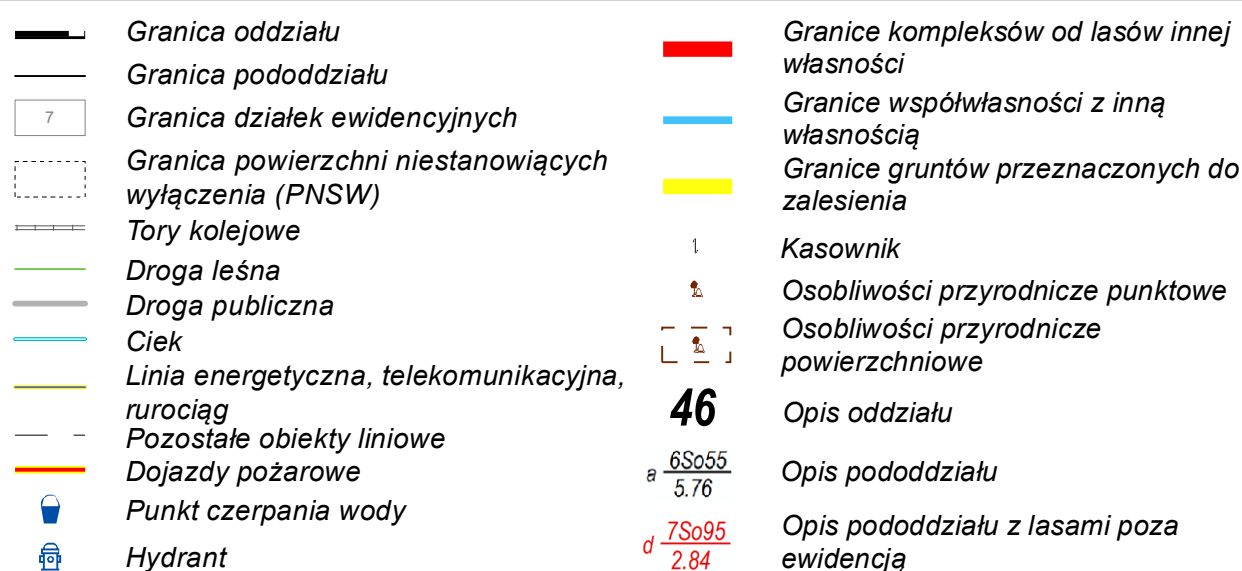 Granica oddziału
Granica pododdziału
7
Granica działek ewidencyjnych
Granica powierzchni niestanowiących
wyłączenia (PNSW)
Tory kolejowe
Droga leśna
Droga publiczna
Ciek
Linia energetyczna, telekomunikacyjna,
rurociąg
Pozostałe obiekty liniowe
Dojazdy pożarowe
Punkt czerpania wody
Hydrant
Granice kompleksów od lasów innej
własności
Granice współwłasności z inną
własnością
Granice gruntów przeznaczonych do
zalesienia
Kasownik
Osobliwości przyrodnicze punktowe
Osobliwości przyrodnicze
powierzchniowe
46
Opis oddziału
a 6So55
5.76
Opis pododdziału
d 7So95
2.84
Opis pododdziału z lasami poza
ewidencją